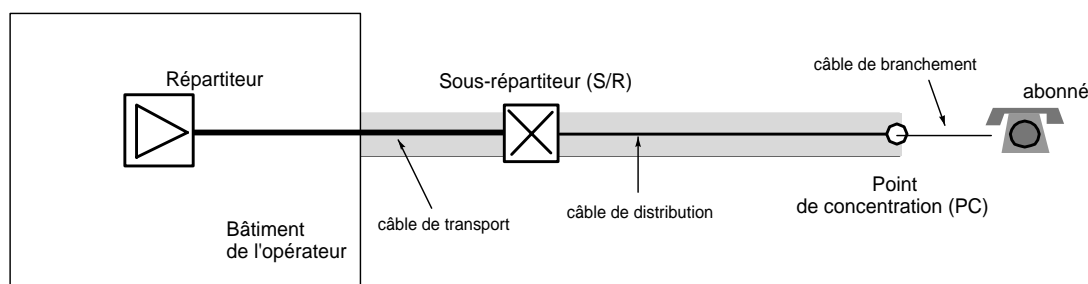 Répartiteur
Sous-répartiteur (S/R)
câble de branchement
abonné
câble de transport
câble de distribution
Point
de concentration (PC)
Bâtiment
de l'opérateur